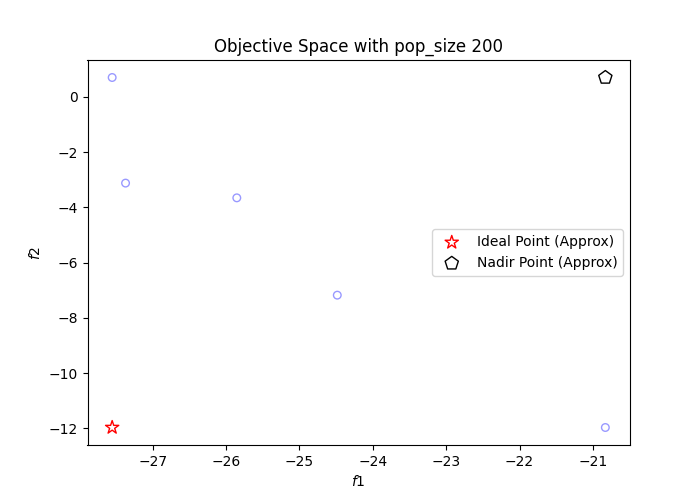 Objective Space with pop_size 200
f2
0
−2
−4
−6
−8
−10
−12
Ideal Point (Approx)
Nadir Point (Approx)
−27 −26 −25 −24 −23 −22 −21
f1